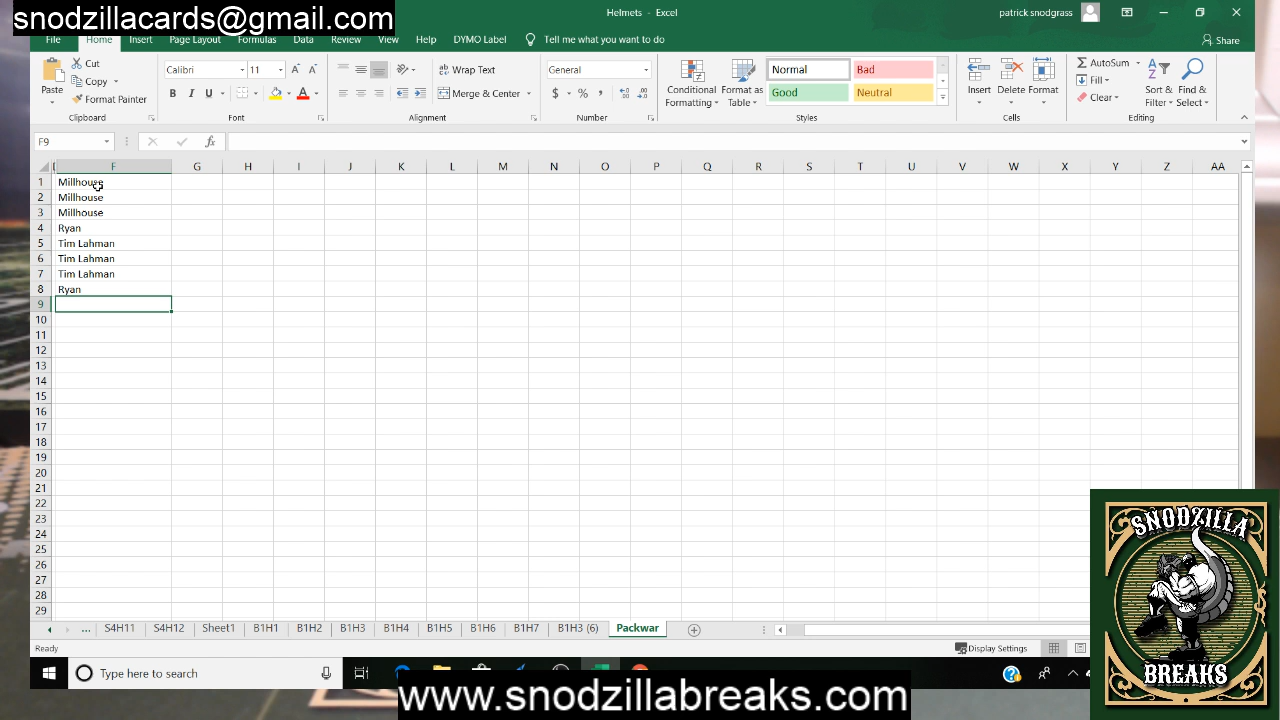 snodzillacards@gmail.com
Helmets - Excel
patrick snodgrass
File Home Insert Page Layout Formulas Data Review View Help DYMO Label Tell me what you want to do Share
Paste
Cut
Copy
Format Painter
Clipboard
Calibri 11
B I U
Font
Wrap Text
Merge & Center
Alignment
General
$ % ,
Number
Conditional Formatting
Format as Table
Normal Bad
Good Neutral
Styles
Insert Delete Format
Cells
AutoSum
Fill
Clear
Sort & Filter
Find & Select
Editing
F9 fx
F G H I J K L M N O P Q R S T U V W X Y Z AA
1 Millhouse
2 Millhouse
3 Millhouse
4 Ryan
5 Tim Lahman
6 Tim Lahman
7 Tim Lahman
8 Ryan
9
10
11
12
13
14
15
16
17
18
19
20
21
22
23
24
25
26
27
28
29
... S4H11 S4H12 Sheet1 B1H1 B1H2 B1H3 B1H4 B1H5 B1H6 B1H7 B1H3 (6) Packwar
Ready
Display Settings
Type here to search
www.snodzillabreaks.com
SNODZILLA
BREAKS